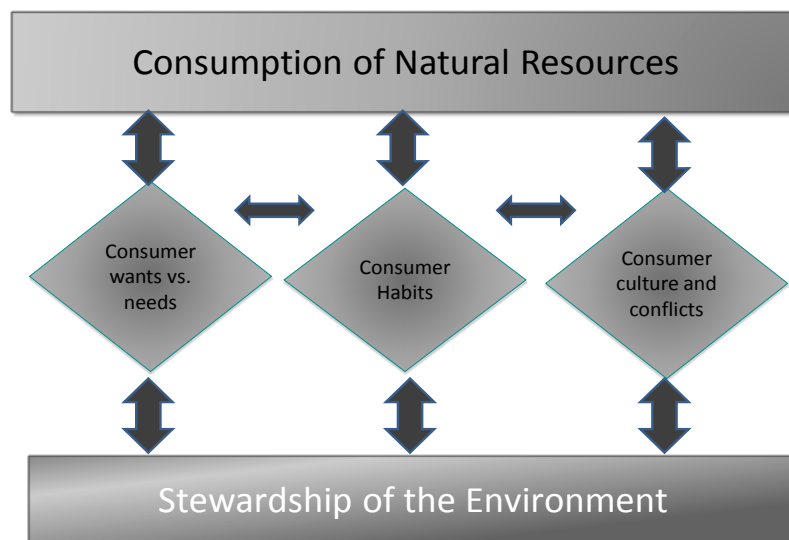 Consumption of Natural Resources
Consumer
wants vs.
needs
Consumer
Habits
Consumer
culture and
conflicts
Stewardship of the Environment